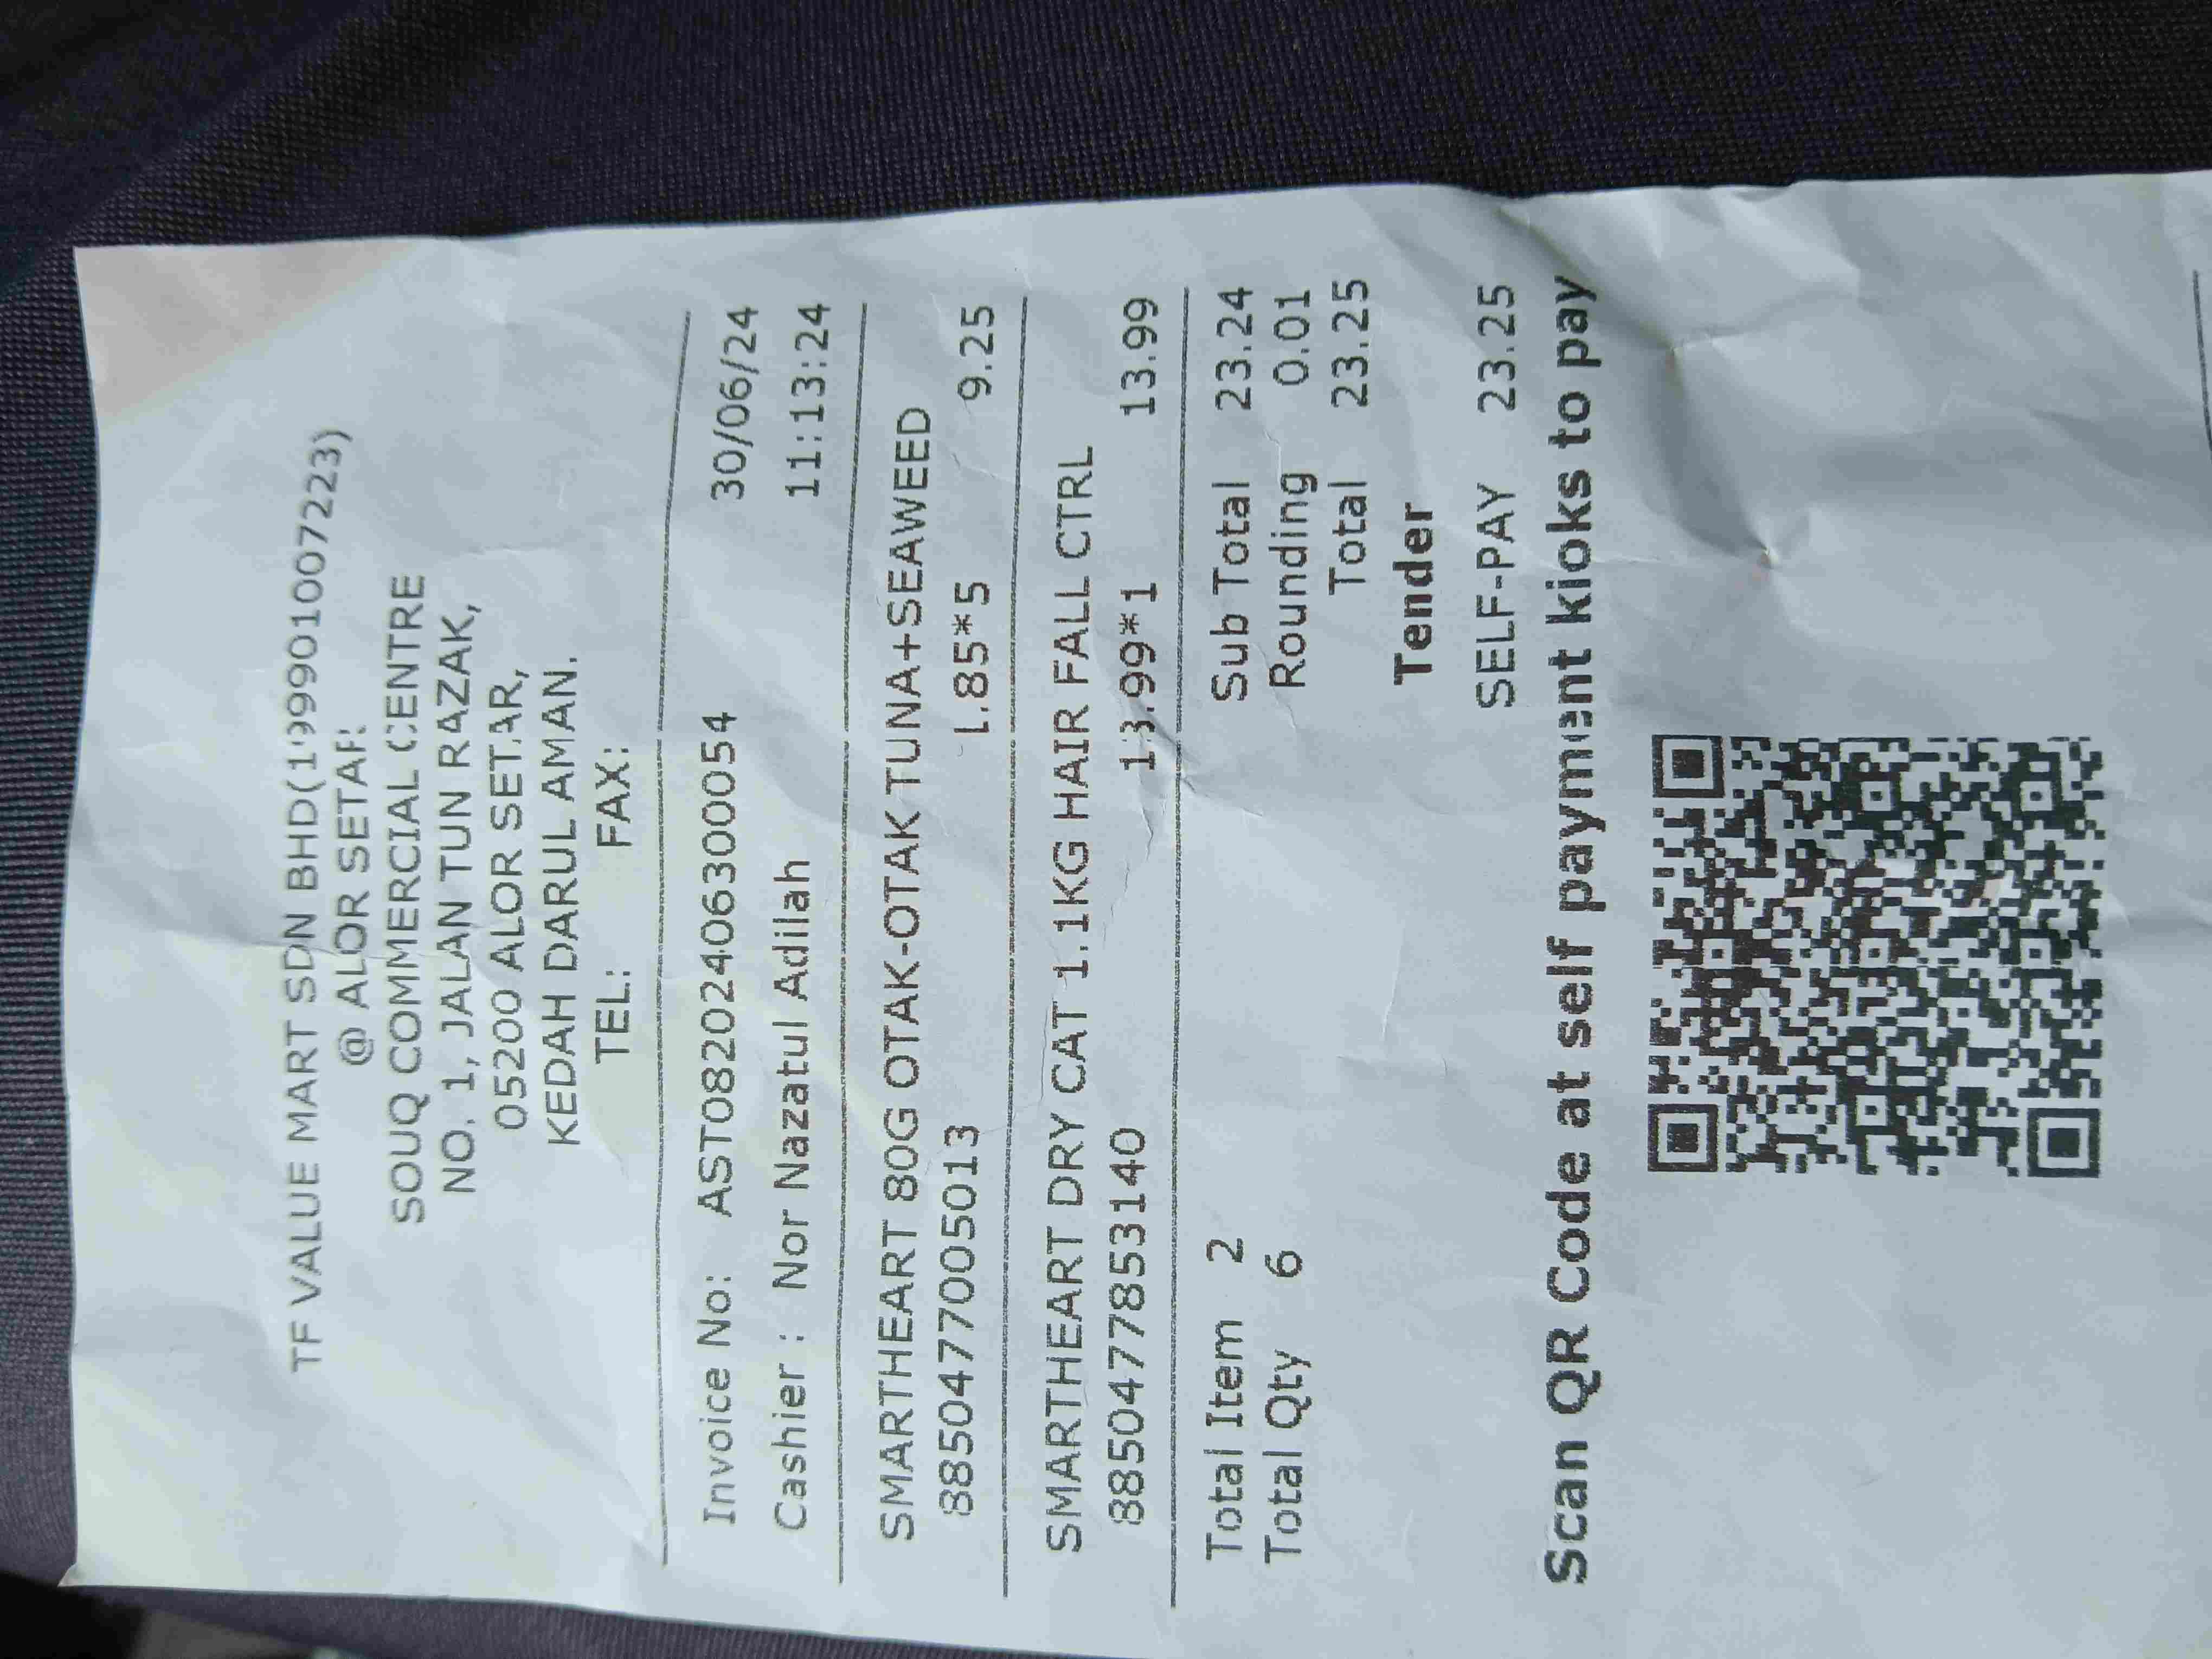 TF VALUE MART SDN BHD(199901007223)
@ ALOR SETAR
SOUQ COMMERCIAL CENTRE
NO. 1, JALAN TUN RAZAK,
05200 ALOR SETAR,
KEDAH DARUL AMAN.
TEL: FAX:
Invoice No: AST08202406300054 30/06/24
Cashier : Nor Nazatul Adilah 11:13:24
SMARTHEART 80G OTAK-OTAK TUNA+SEAWEED
8850477005013 1.85*5 9.25
SMARTHEART DRY CAT 1.1KG HAIR FALL CTRL
8850477853140 13.99*1 13.99
Total Item 2 Sub Total 23.24
Total Qty 6 Rounding 0.01
Total 23.25
Tender
SELF-PAY 23.25
Scan QR Code at self payment kioks to pay